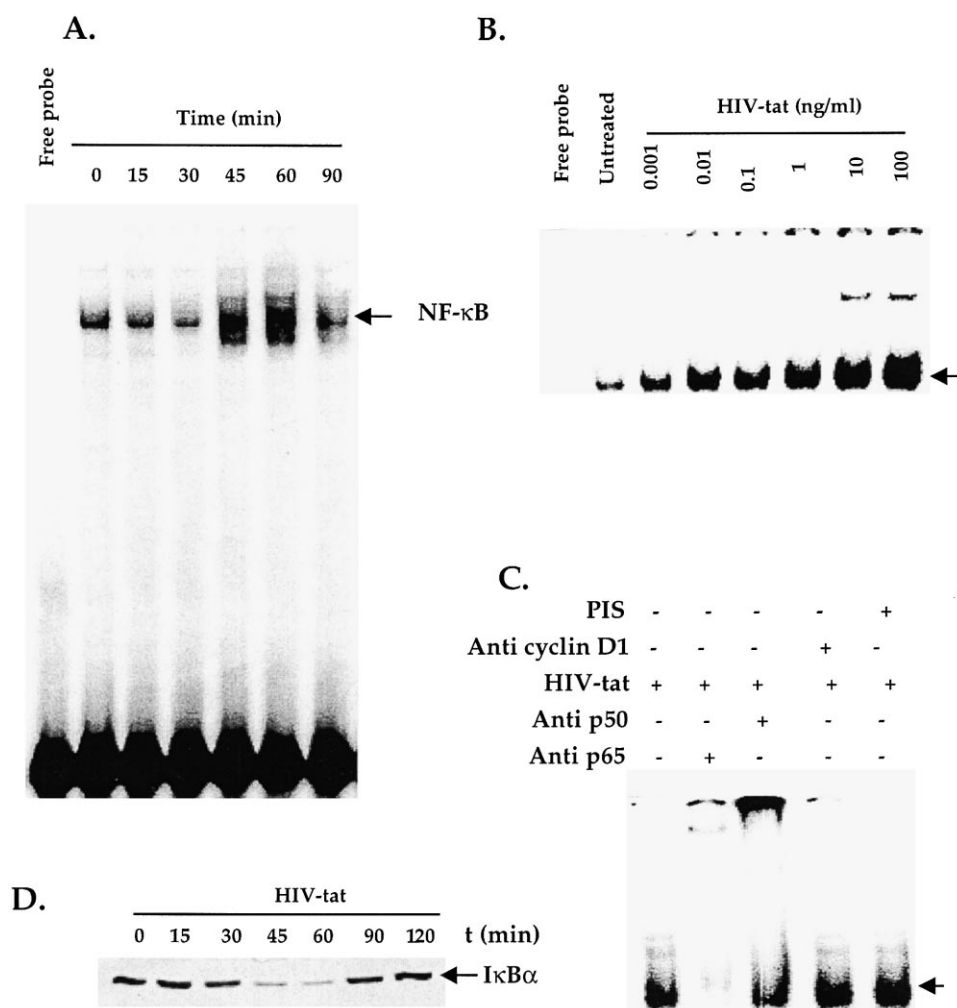 A.
Free probe
Time (min)
0 15 30 45 60 90
NF-κB
B.
Free probe
Untreated
HIV-tat (ng/ml)
0.001 0.01 0.1 1 10 100
C.
PIS - - - - +
Anti cyclin D1 - - - + -
HIV-tat + + + + +
Anti p50 - - + - -
Anti p65 - + - - -
D.
HIV-tat
0 15 30 45 60 90 120 t (min)
IκBα